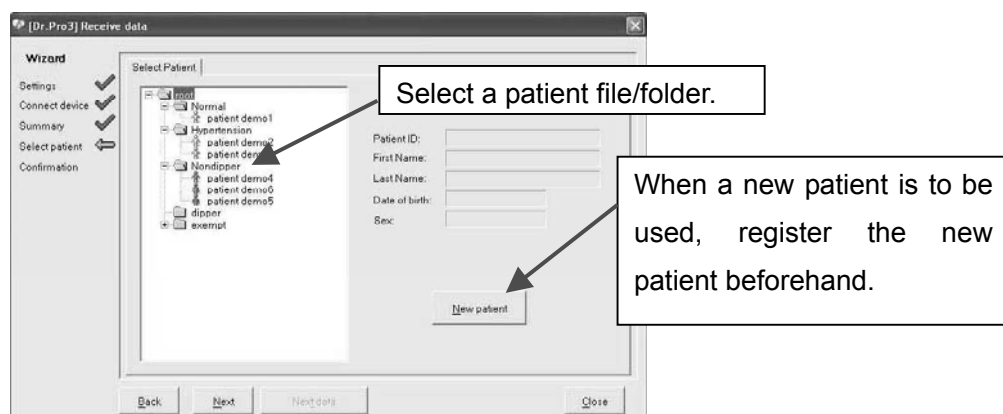 [Dr.Pro3] Receive data
Wizard
Settings
Connect device
Summary
Select patient
Confirmation
Select Patient
root
Normal
patient demo1
Hypertension
patient demo2
patient
Nondipper
patient demo4
patient demo6
patient demo5
dipper
exempt
Select a patient file/folder.
Patient ID:
First Name:
Last Name:
Date of birth:
Sex:
New patient
When a new patient is to be
used, register the new
patient beforehand.
Back
Next
Next data
Close